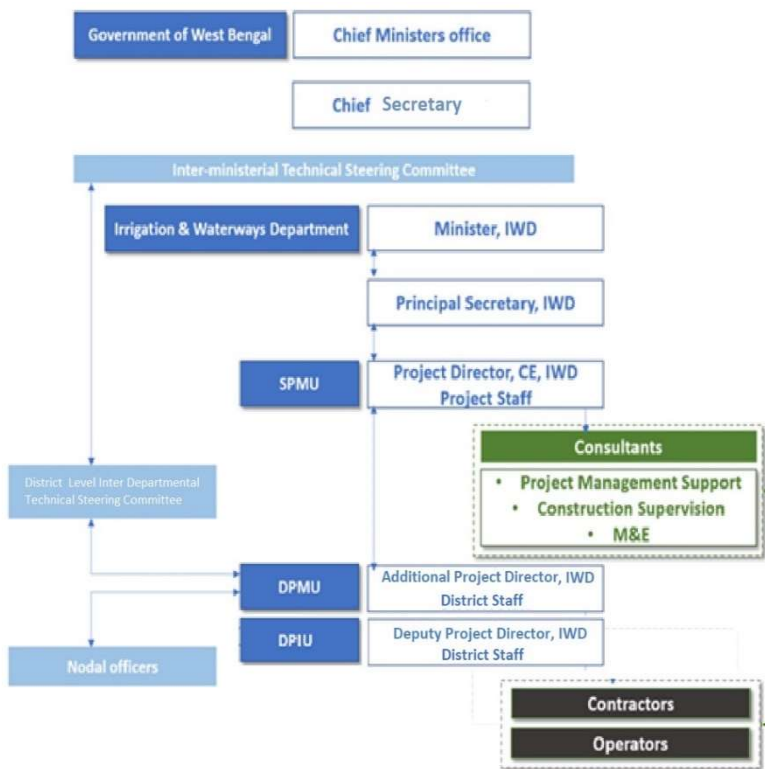 Government of West Bengal
Chief Ministers office
Chief Secretary
Inter-ministerial Technical Steering Committee
Irrigation & Waterways Department
Minister, IWD
Principal Secretary, IWD
SPMU
Project Director, CE, IWD
Project Staff
Consultants
• Project Management Support
• Construction Supervision
• M&E
District Level Inter Departmental
Technical Steering Committee
DPMU
Additional Project Director, IWD
District Staff
DPIU
Deputy Project Director, IWD
District Staff
Nodal officers
Contractors
Operators